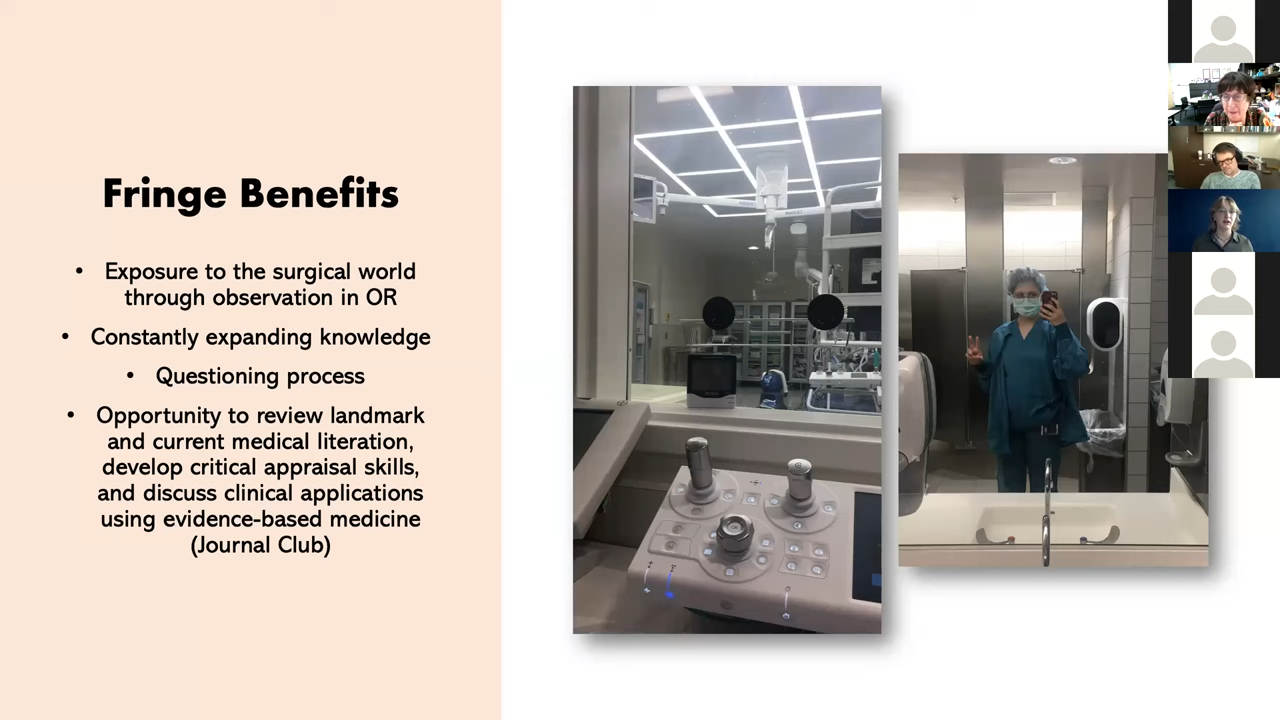 Fringe Benefits
• Exposure to the surgical world
through observation in OR
• Constantly expanding knowledge
• Questioning process
• Opportunity to review landmark
and current medical literation,
develop critical appraisal skills,
and discuss clinical applications
using evidence-based medicine
(Journal Club)